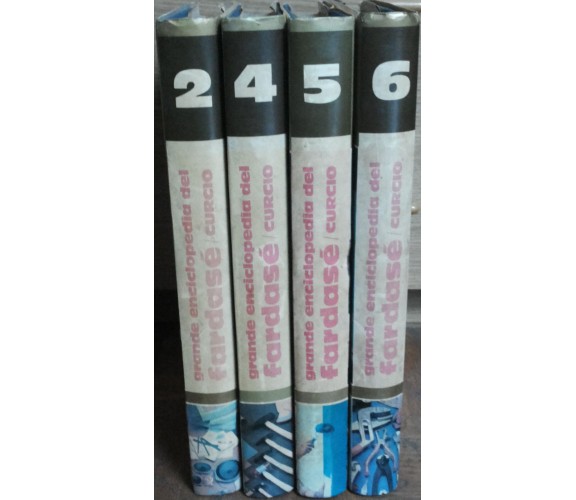 2
grande enciclopedia del
fardasé / CURCIO
4
grande enciclopedia del
fardasé / CURCIO
5
grande enciclopedia del
fardasé / CURCIO
6
grande enciclopedia del
fardasé / CURCIO